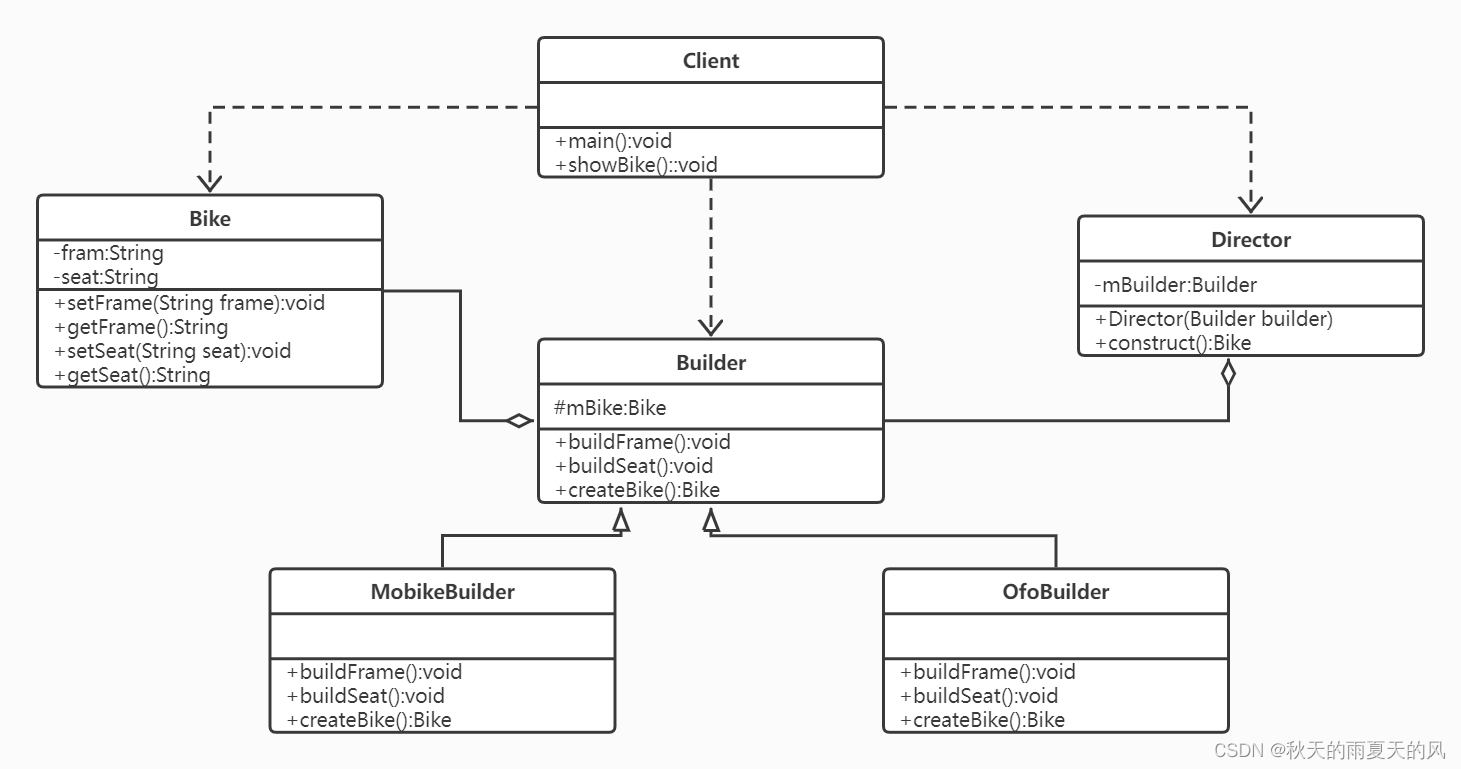 Client
+main():void
+showBike()::void
Bike
-fram:String
-seat:String
+setFrame(String frame):void
+getFrame():String
+setSeat(String seat):void
+getSeat():String
Director
-mBuilder:Builder
+Director(Builder builder)
+construct():Bike
Builder
#mBike:Bike
+buildFrame():void
+buildSeat():void
+createBike():Bike
MobikeBuilder
+buildFrame():void
+buildSeat():void
+createBike():Bike
OfoBuilder
+buildFrame():void
+buildSeat():void
+createBike():Bike
CSDN @秋天的雨夏天的风